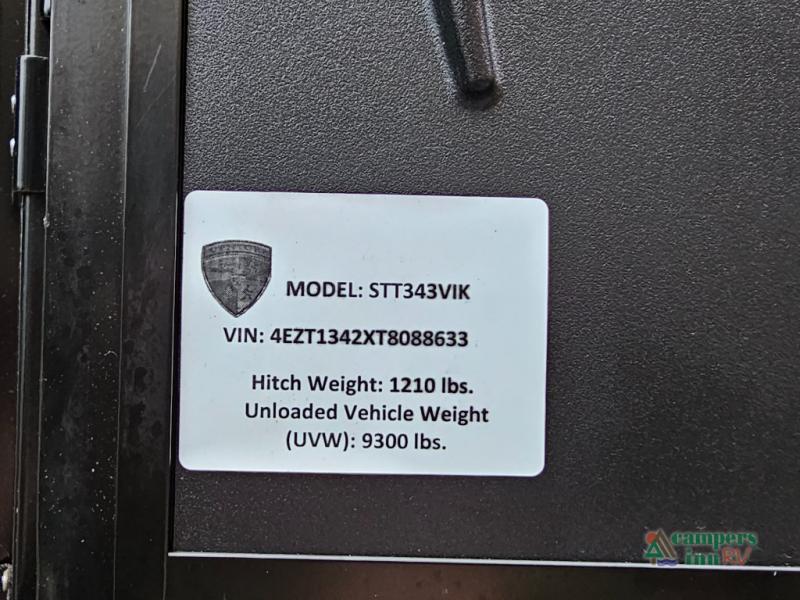 MODEL: STT343VIK
VIN: 4EZT1342XT8088633
Hitch Weight: 1210 lbs.
Unloaded Vehicle Weight
(UVW): 9300 lbs.
campers
inn RV